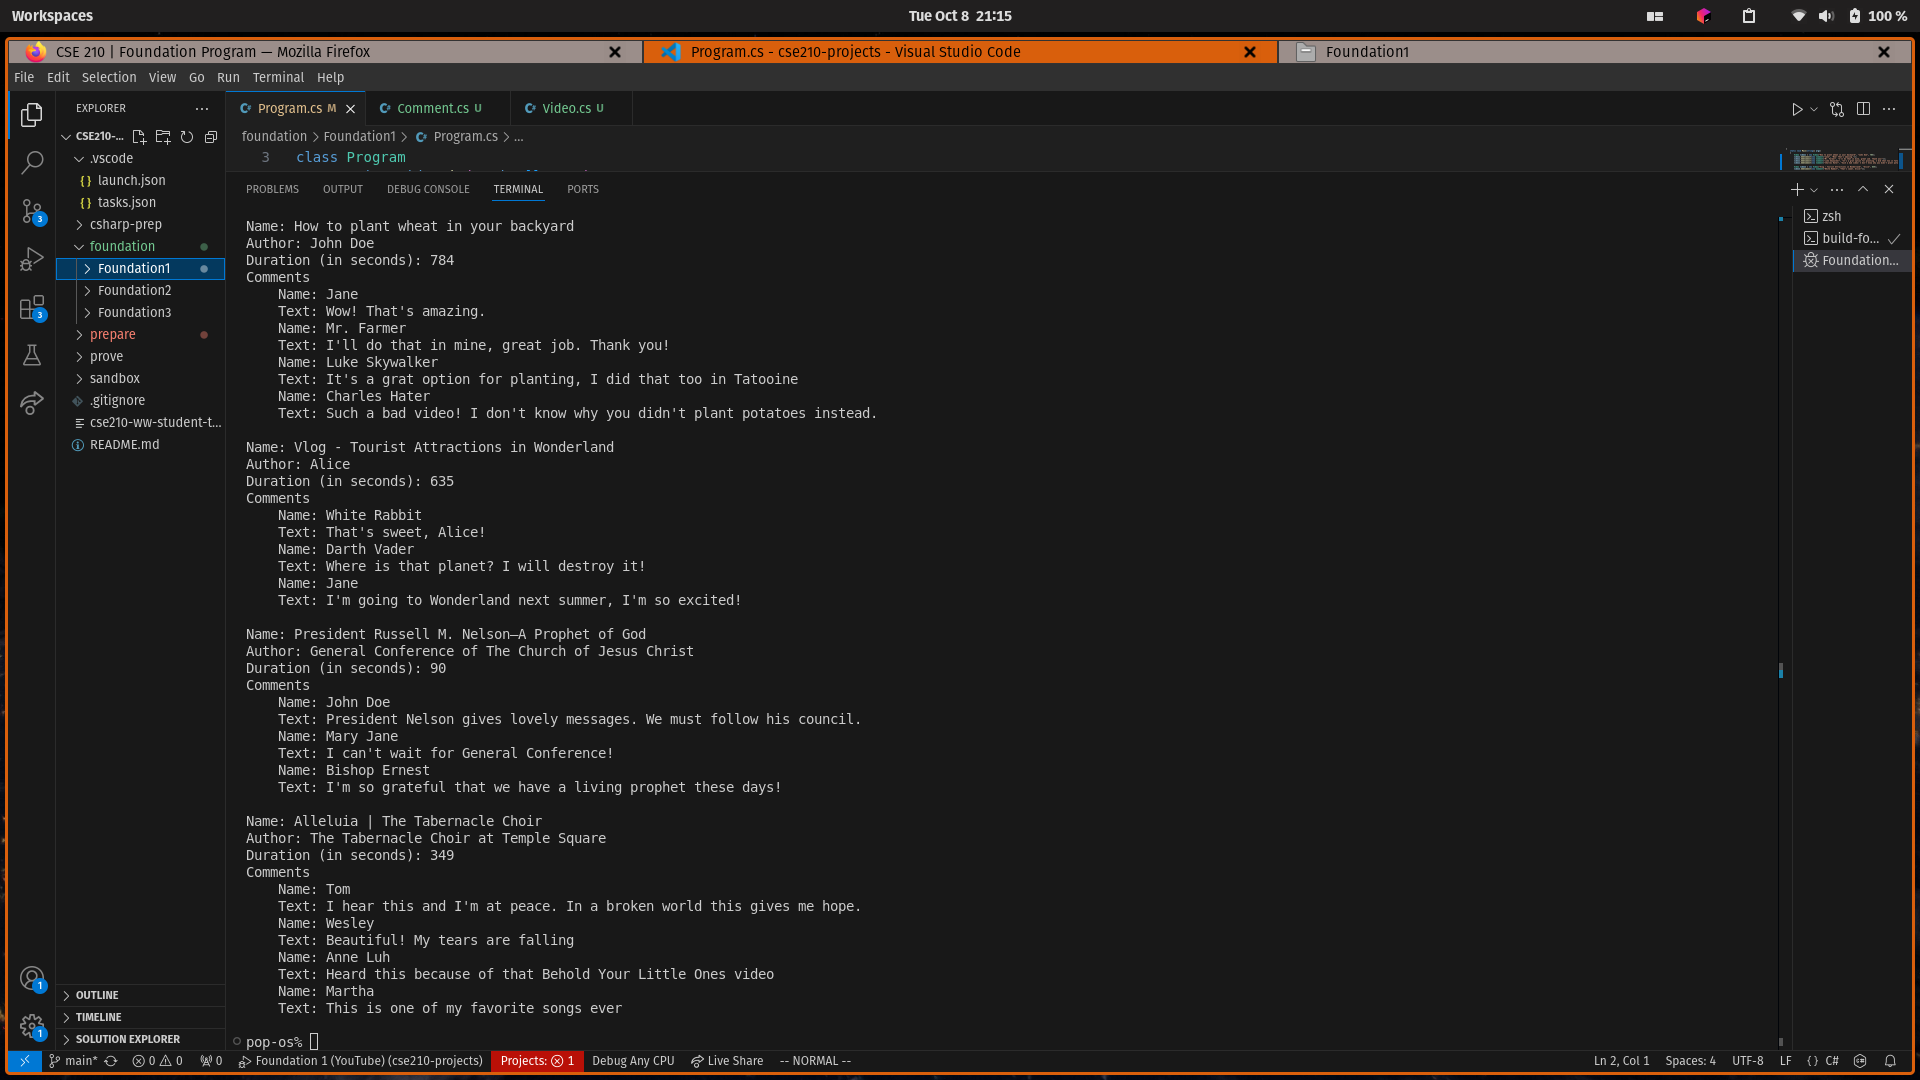 Workspaces
Tue Oct 8 21:15
100 %
CSE 210 | Foundation Program — Mozilla Firefox
Program.cs - cse210-projects - Visual Studio Code
Foundation1
File Edit Selection View Go Run Terminal Help
EXPLORER
Program.cs M
Comment.cs U
Video.cs U
CSE210-...
foundation > Foundation1 > Program.cs > ...
3 class Program
.vscode
launch.json
tasks.json
csharp-prep
foundation
Foundation1
Foundation2
Foundation3
prepare
prove
sandbox
.gitignore
cse210-ww-student-t...
README.md
3
3
PROBLEMS OUTPUT DEBUG CONSOLE TERMINAL PORTS
zsh
build-fo...
Foundation...
Name: How to plant wheat in your backyard
Author: John Doe
Duration (in seconds): 784
Comments
Name: Jane
Text: Wow! That's amazing.
Name: Mr. Farmer
Text: I'll do that in mine, great job. Thank you!
Name: Luke Skywalker
Text: It's a grat option for planting, I did that too in Tatooine
Name: Charles Hater
Text: Such a bad video! I don't know why you didn't plant potatoes instead.
Name: Vlog - Tourist Attractions in Wonderland
Author: Alice
Duration (in seconds): 635
Comments
Name: White Rabbit
Text: That's sweet, Alice!
Name: Darth Vader
Text: Where is that planet? I will destroy it!
Name: Jane
Text: I'm going to Wonderland next summer, I'm so excited!
Name: President Russell M. Nelson—A Prophet of God
Author: General Conference of The Church of Jesus Christ
Duration (in seconds): 90
Comments
Name: John Doe
Text: President Nelson gives lovely messages. We must follow his council.
Name: Mary Jane
Text: I can't wait for General Conference!
Name: Bishop Ernest
Text: I'm so grateful that we have a living prophet these days!
Name: Alleluia | The Tabernacle Choir
Author: The Tabernacle Choir at Temple Square
Duration (in seconds): 349
Comments
Name: Tom
Text: I hear this and I'm at peace. In a broken world this gives me hope.
Name: Wesley
Text: Beautiful! My tears are falling
Name: Anne Luh
Text: Heard this because of that Behold Your Little Ones video
Name: Martha
Text: This is one of my favorite songs ever
pop-os%
1
1
OUTLINE
TIMELINE
SOLUTION EXPLORER
main* 0 0 0 Foundation 1 (YouTube) (cse210-projects) Projects: 1 Debug Any CPU Live Share -- NORMAL -- Ln 2, Col 1 Spaces: 4 UTF-8 LF { } C#